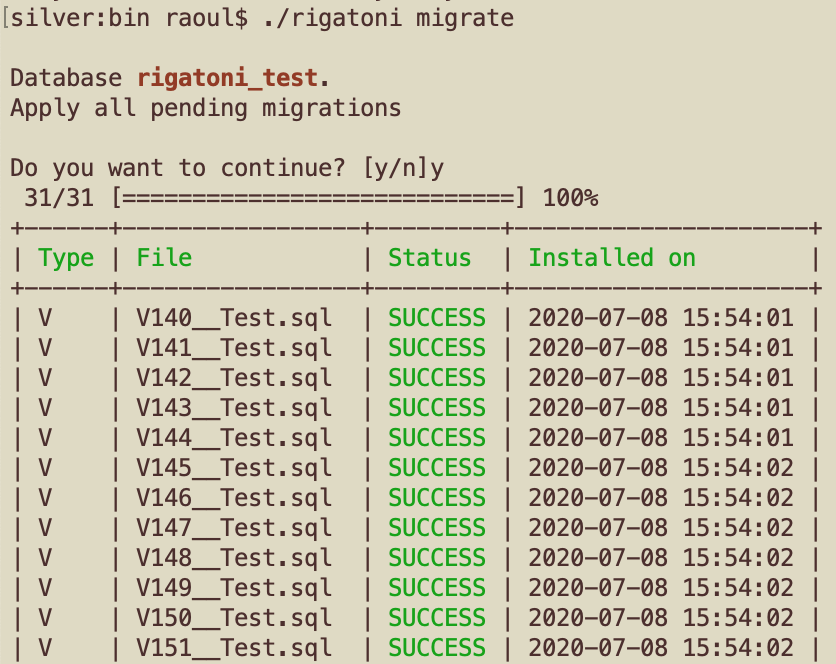 [silver:bin raoul$ ./rigatoni migrate
Database rigatoni_test.
Apply all pending migrations
Do you want to continue? [y/n]y
31/31 [============================] 100%
+------+-----------------+---------+---------------------+
| Type | File            | Status  | Installed on        |
+------+-----------------+---------+---------------------+
| V    | V140__Test.sql  | SUCCESS | 2020-07-08 15:54:01 |
| V    | V141__Test.sql  | SUCCESS | 2020-07-08 15:54:01 |
| V    | V142__Test.sql  | SUCCESS | 2020-07-08 15:54:01 |
| V    | V143__Test.sql  | SUCCESS | 2020-07-08 15:54:01 |
| V    | V144__Test.sql  | SUCCESS | 2020-07-08 15:54:01 |
| V    | V145__Test.sql  | SUCCESS | 2020-07-08 15:54:02 |
| V    | V146__Test.sql  | SUCCESS | 2020-07-08 15:54:02 |
| V    | V147__Test.sql  | SUCCESS | 2020-07-08 15:54:02 |
| V    | V148__Test.sql  | SUCCESS | 2020-07-08 15:54:02 |
| V    | V149__Test.sql  | SUCCESS | 2020-07-08 15:54:02 |
| V    | V150__Test.sql  | SUCCESS | 2020-07-08 15:54:02 |
| V    | V151__Test.sql  | SUCCESS | 2020-07-08 15:54:02 |